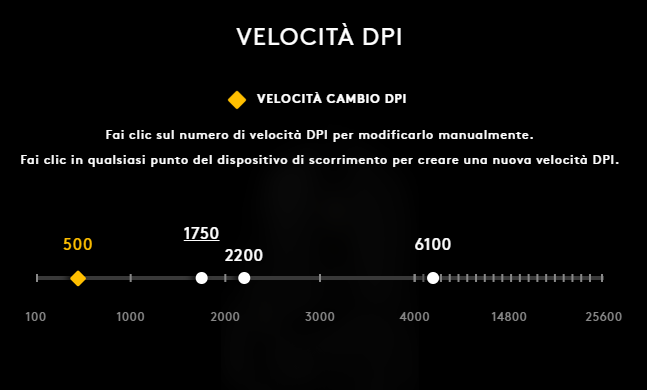 VELOCITÀ DPI
VELOCITÀ CAMBIO DPI
Fai clic sul numero di velocità DPI per modificarlo manualmente.
Fai clic in qualsiasi punto del dispositivo di scorrimento per creare una nuova velocità DPI.
500 1750 2200 6100
100 1000 2000 3000 4000 14800 25600